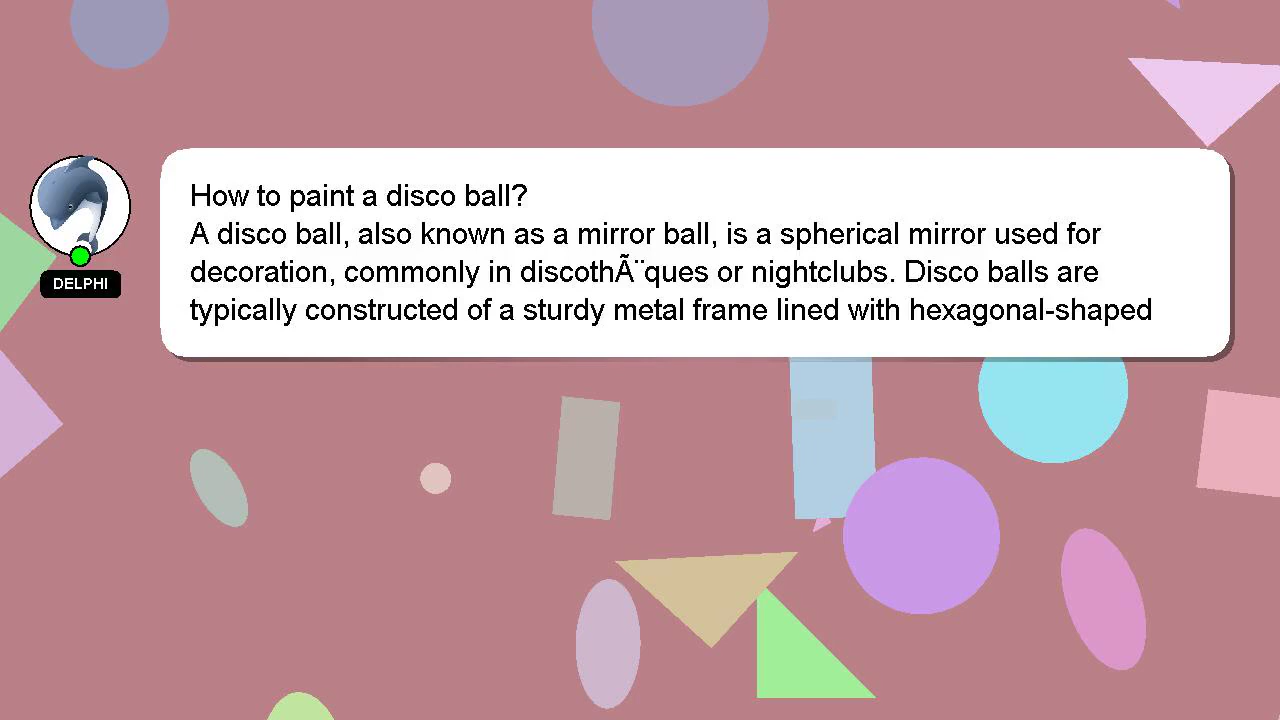 How to paint a disco ball?
A disco ball, also known as a mirror ball, is a spherical mirror used for
decoration, commonly in discothÃ¨ques or nightclubs. Disco balls are
typically constructed of a sturdy metal frame lined with hexagonal-shaped
DELPHI